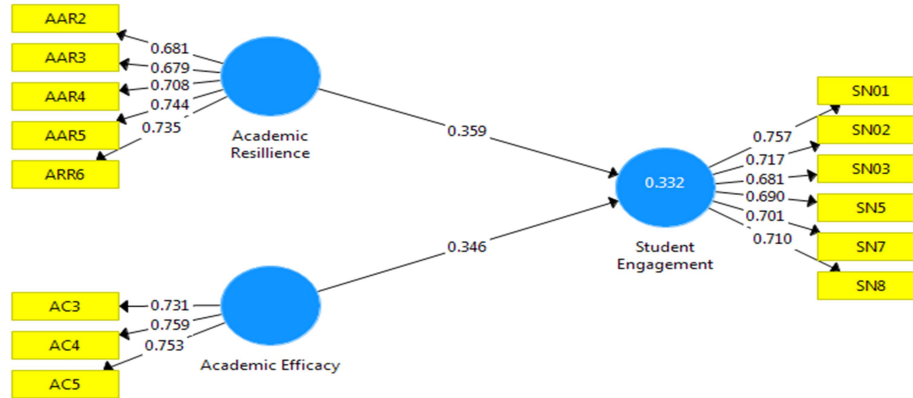 AAR2
AAR3
AAR4
AAR5
ARR6
0.681
0.679
0.708
0.744
0.735
Academic
Resillience
0.359
0.346
AC3
AC4
AC5
0.731
0.759
0.753
Academic Efficacy
0.332
Student
Engagement
0.757
0.717
0.681
0.690
0.701
0.710
SN01
SN02
SN03
SN5
SN7
SN8